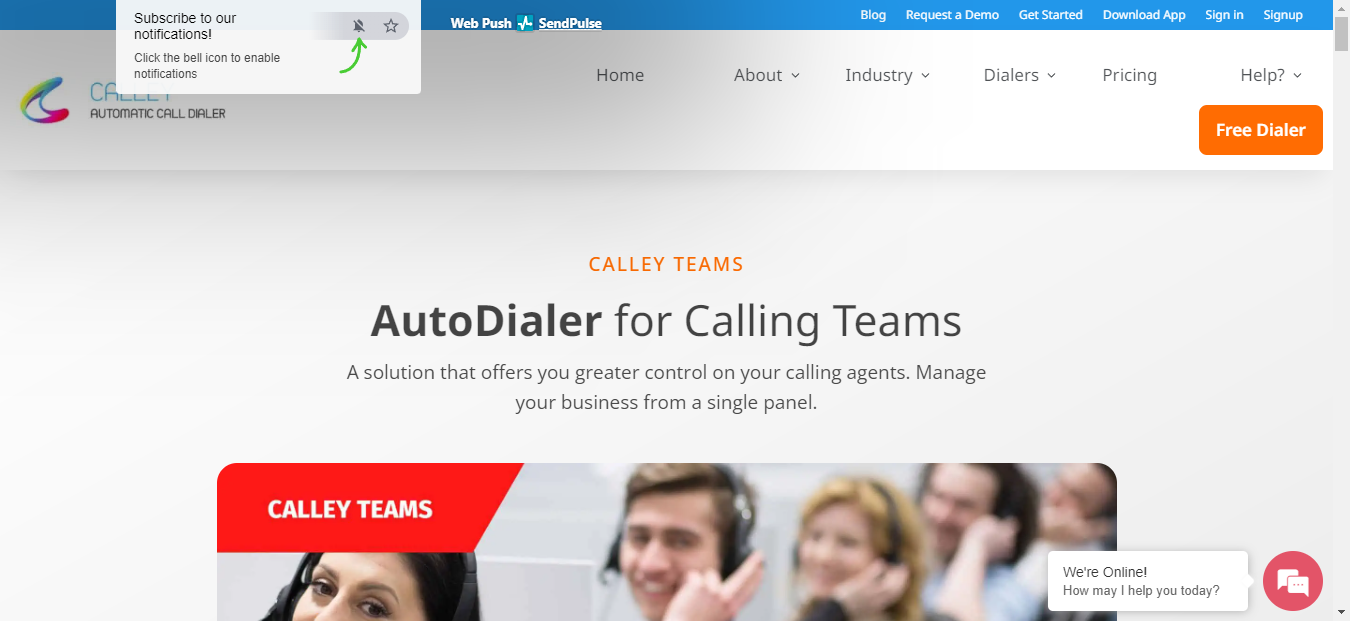 Subscribe to our
notifications!
Click the bell icon to enable
notifications
Web Push SendPulse
Blog Request a Demo Get Started Download App Sign in Signup
CALLEY
AUTOMATIC CALL DIALER
Home About Industry Dialers Pricing Help?
Free Dialer
CALLEY TEAMS
AutoDialer for Calling Teams
A solution that offers you greater control on your calling agents. Manage
your business from a single panel.
CALLEY TEAMS
We're Online!
How may I help you today?